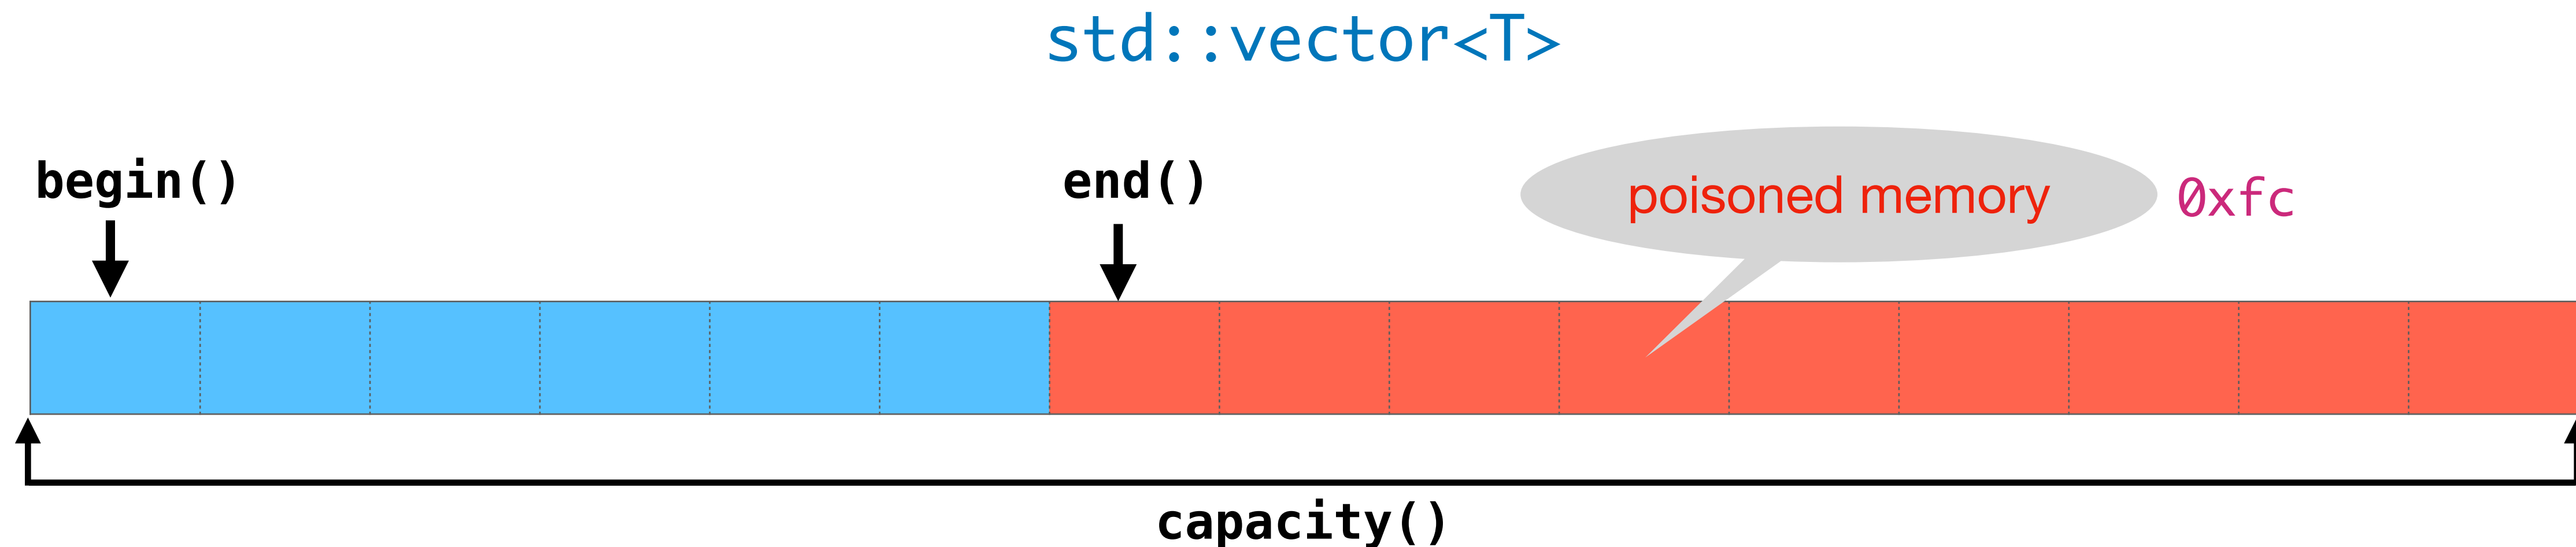 std::vector<T>
begin()
end()
poisoned memory
0xfc
capacity()